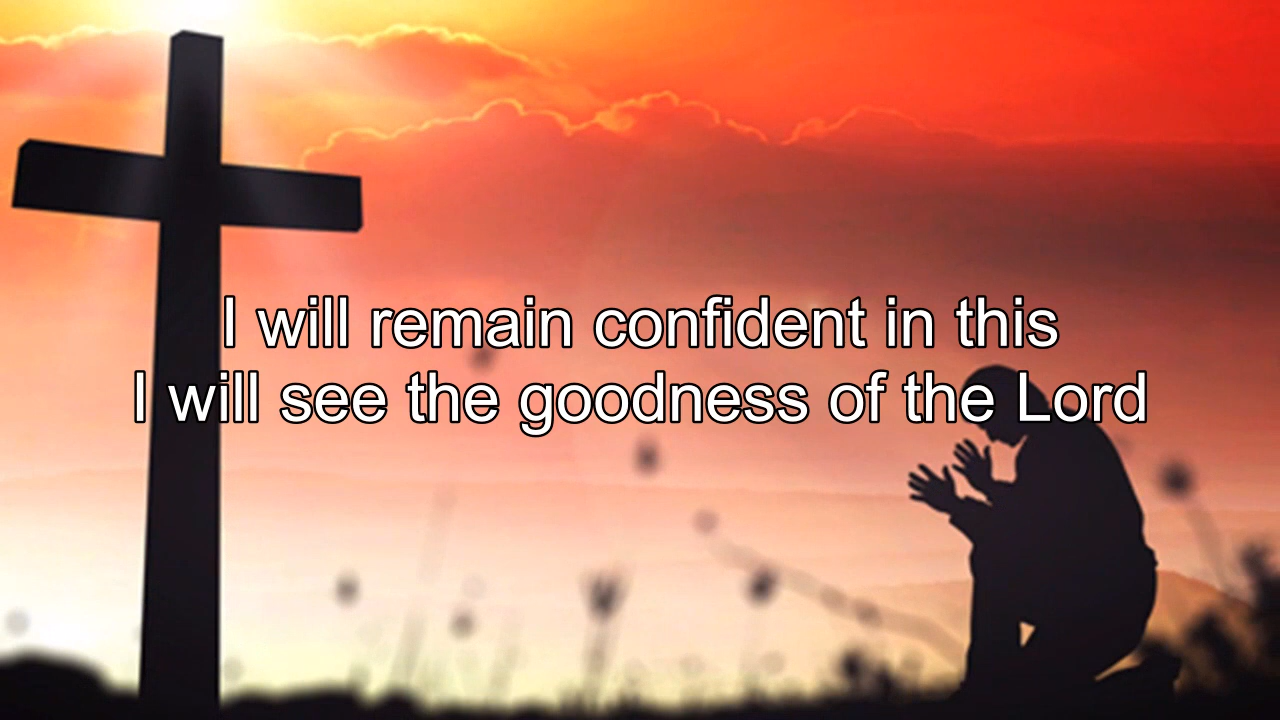 I will remain confident in this
I will see the goodness of the Lord